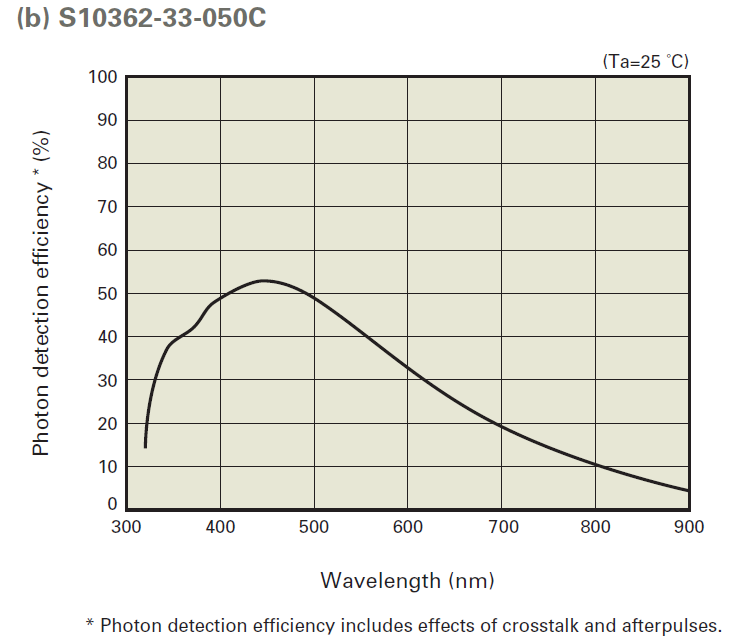 (b) S10362-33-050C
(Ta=25 °C)
Photon detection efficiency * (%)
100
90
80
70
60
50
40
30
20
10
0
300 400 500 600 700 800 900
Wavelength (nm)
* Photon detection efficiency includes effects of crosstalk and afterpulses.